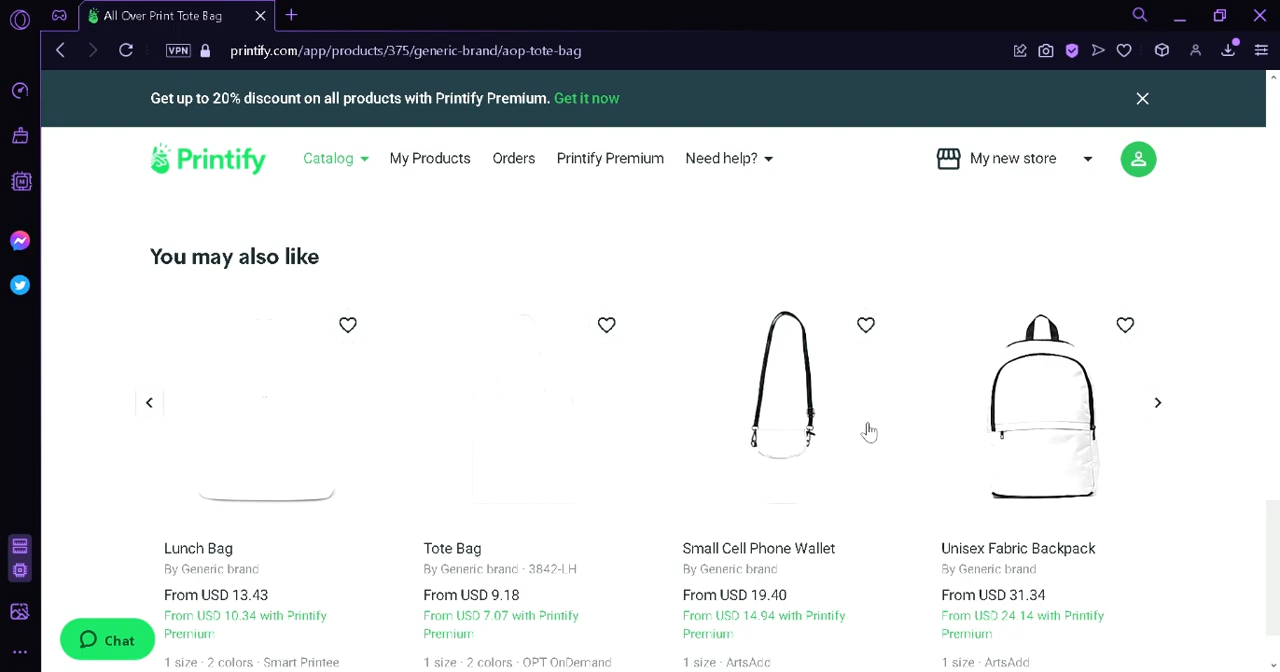 All Over Print Tote Bag
VPN
printify.com/app/products/375/generic-brand/aop-tote-bag
Get up to 20% discount on all products with Printify Premium. Get it now
Printify
Catalog
My Products
Orders
Printify Premium
Need help?
My new store
You may also like
Lunch Bag
By Generic brand
From USD 13.43
From USD 10.34 with Printify
Premium
1 size · 2 colors · Smart Printee
Tote Bag
By Generic brand · 3842-LH
From USD 9.18
From USD 7.07 with Printify
Premium
1 size · 2 colors · OPT OnDemand
Small Cell Phone Wallet
By Generic brand
From USD 19.40
From USD 14.94 with Printify
Premium
1 size · ArtsAdd
Unisex Fabric Backpack
By Generic brand
From USD 31.34
From USD 24.14 with Printify
Premium
1 size · ArtsAdd
Chat